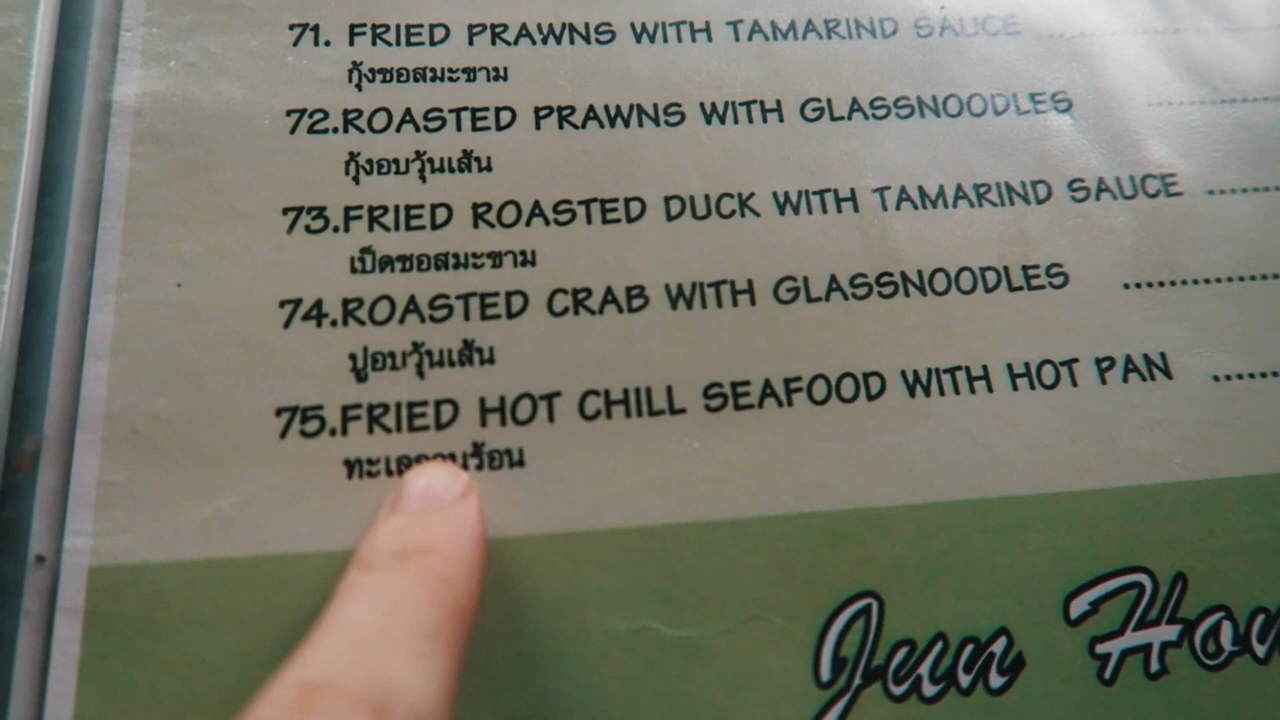 71. FRIED PRAWNS WITH TAMARIND SAUCE
กุ้งซอสมะขาม
72.ROASTED PRAWNS WITH GLASSNOODLES
กุ้งอบวุ้นเส้น
73.FRIED ROASTED DUCK WITH TAMARIND SAUCE
เป็ดซอสมะขาม
74.ROASTED CRAB WITH GLASSNOODLES
ปูอบวุ้นเส้น
75.FRIED HOT CHILL SEAFOOD WITH HOT PAN
Jun